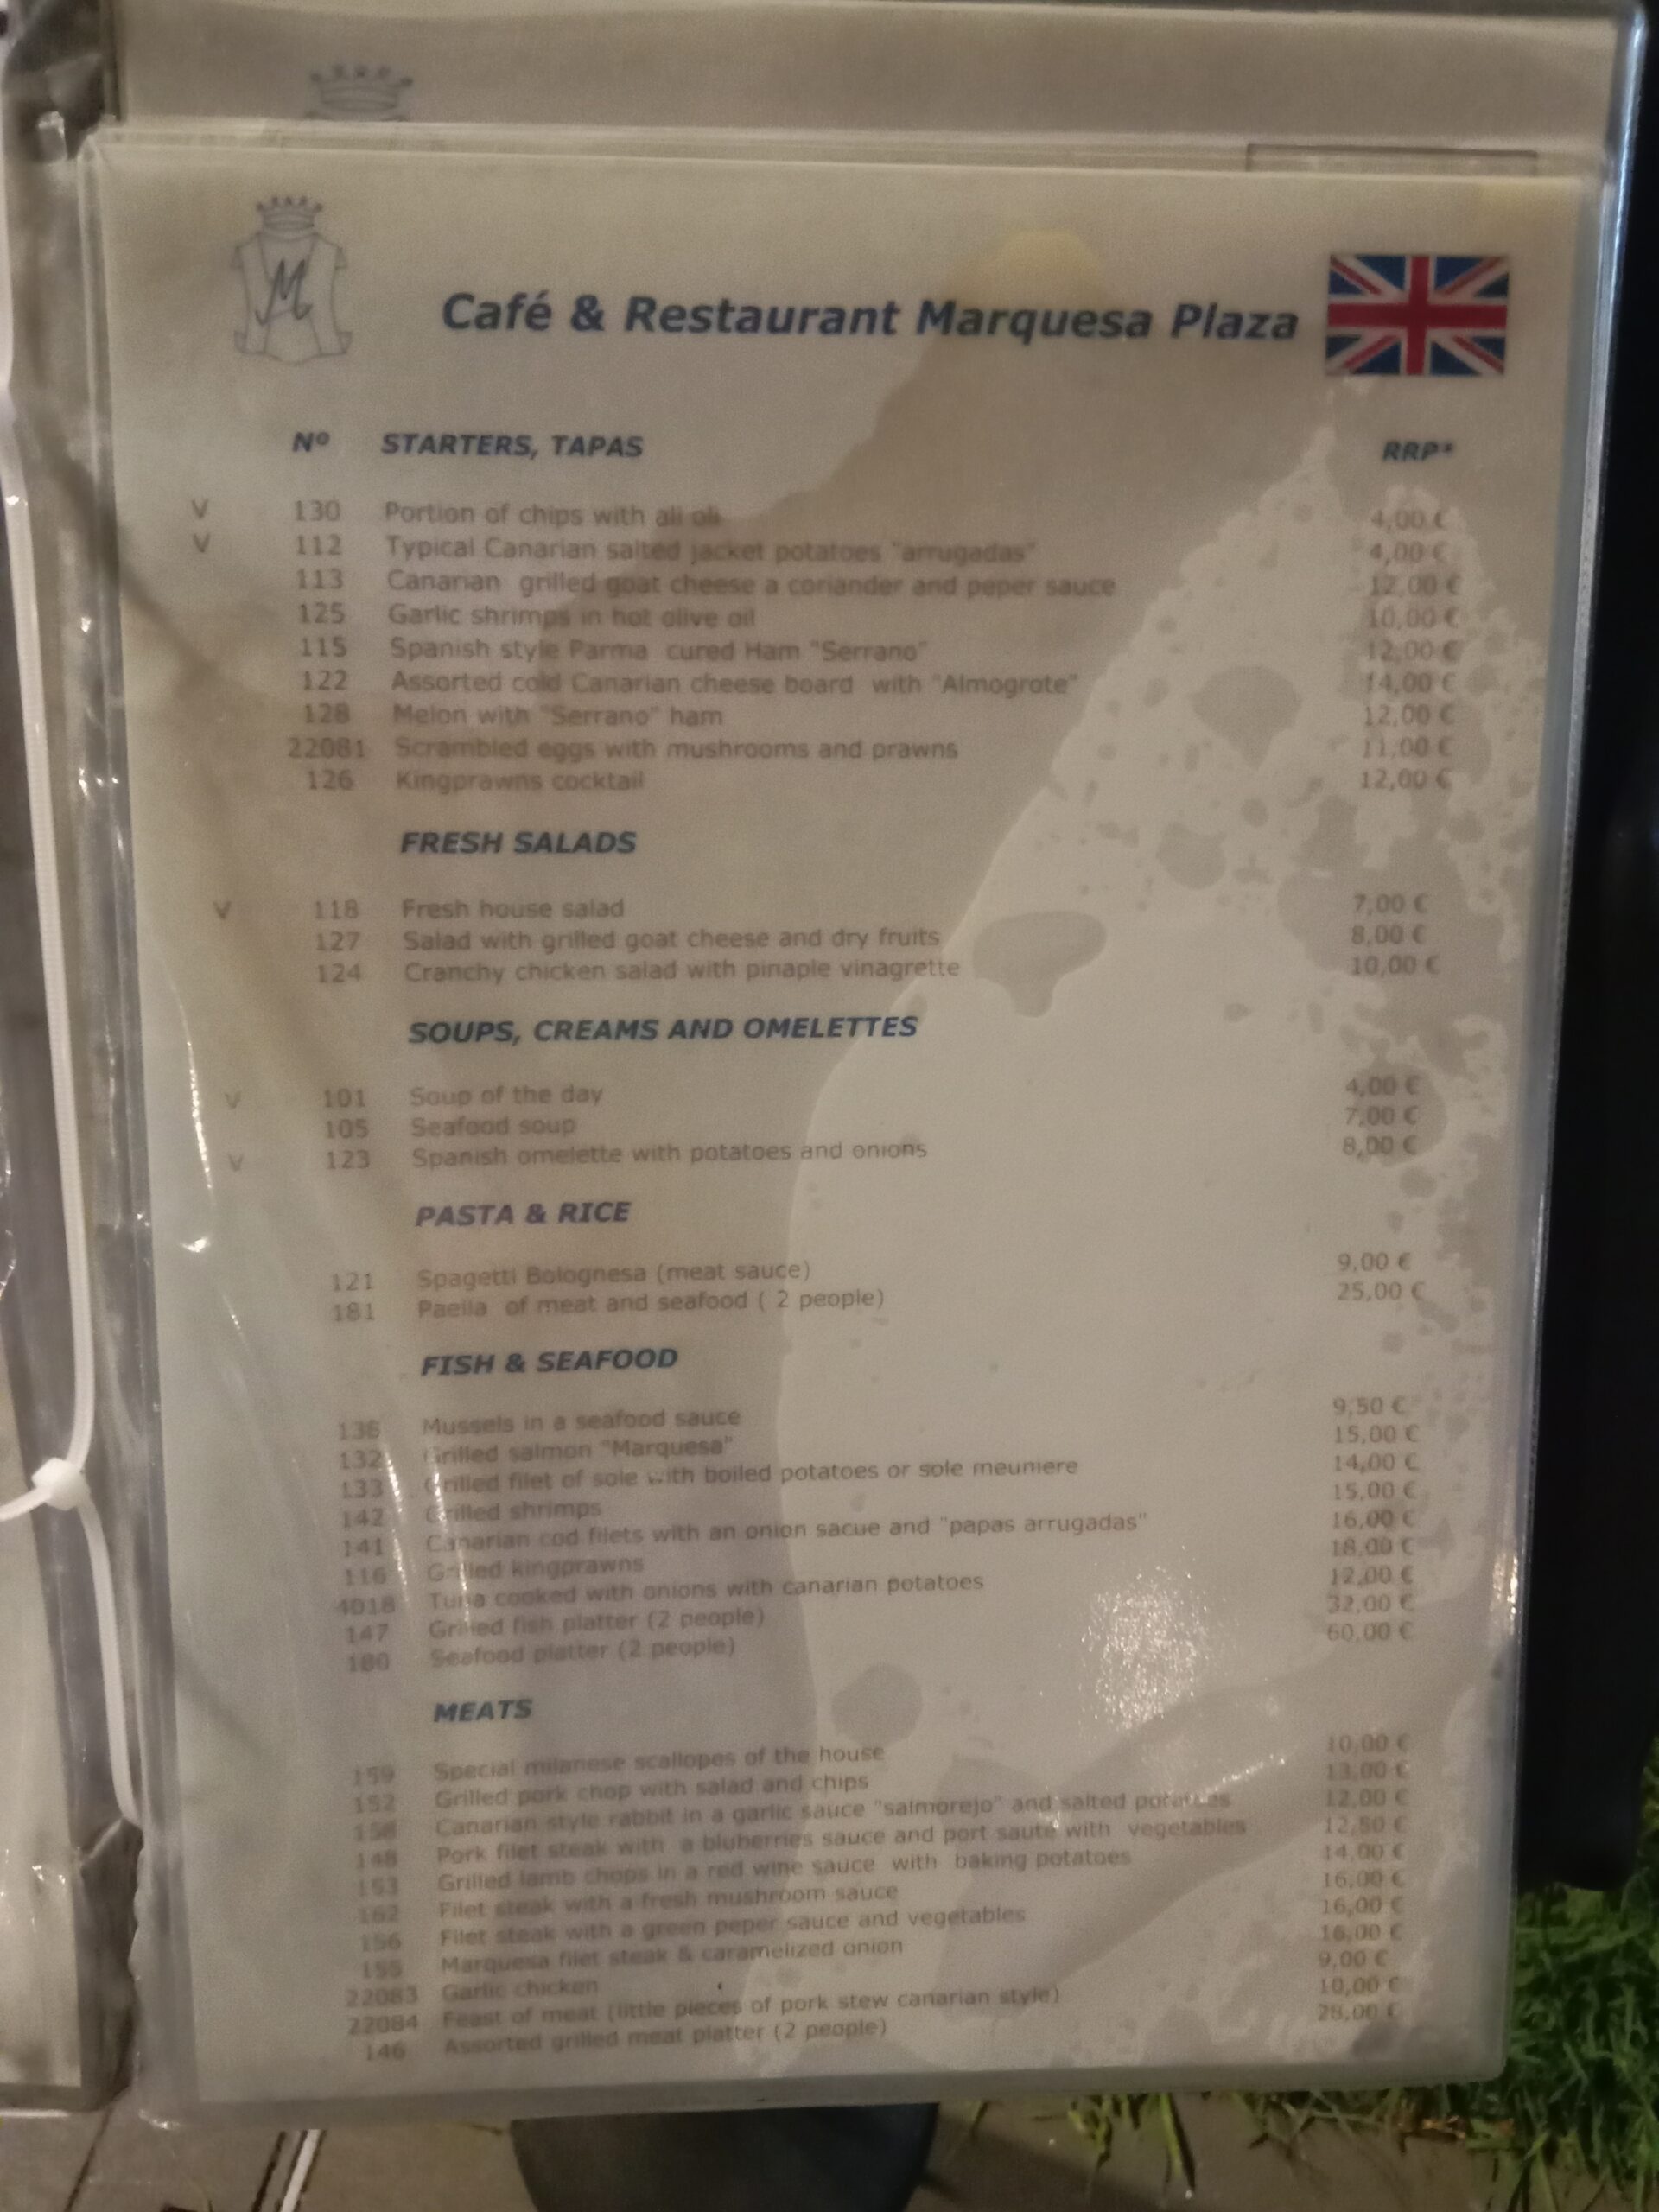 M
Café & Restaurant Marquesa Plaza
Nº STARTERS, TAPAS RRP*
V 130 Portion of chips with ali oli 4,00 €
V 112 Typical Canarian salted jacket potatoes "arrugadas" 4,00 €
113 Canarian grilled goat cheese a coriander and peper sauce 12,00 €
125 Garlic shrimps in hot olive oil 10,00 €
115 Spanish style Parma cured Ham "Serrano" 12,00 €
122 Assorted cold Canarian cheese board with "Almogrote" 14,00 €
128 Melon with "Serrano" ham 12,00 €
22081 Scrambled eggs with mushrooms and prawns 11,00 €
126 Kingprawns cocktail 12,00 €
FRESH SALADS
V 118 Fresh house salad 7,00 €
127 Salad with grilled goat cheese and dry fruits 8,00 €
124 Cranchy chicken salad with pinaple vinagrette 10,00 €
SOUPS, CREAMS AND OMELETTES
V 101 Soup of the day 4,00 €
105 Seafood soup 7,00 €
V 123 Spanish omelette with potatoes and onions 8,00 €
PASTA & RICE
121 Spagetti Bolognesa (meat sauce) 9,00 €
181 Paella of meat and seafood ( 2 people) 25,00 €
FISH & SEAFOOD
Mussels in a seafood sauce 9,50 €
132 Grilled salmon "Marquesa" 15,00 €
133 Grilled filet of sole with boiled potatoes or sole meuniere 14,00 €
142 Grilled shrimps 15,00 €
141 Canarian cod filets with an onion sacue and "papas arrugadas" 16,00 €
116 Grilled kingprawns 18,00 €
4018 Tuna cooked with onions with canarian potatoes 12,00 €
147 Grilled fish platter (2 people) 32,00 €
180 Seafood platter (2 people) 60,00 €
MEATS
159 Special milanese scallopes of the house 10,00 €
152 Grilled pork chop with salad and chips 13,00 €
Canarian style rabbit in a garlic sauce "salmorejo" and salted potatoes 12,00 €
148 Pork filet steak with a bluberries sauce and port saute with vegetables 12,50 €
153 Grilled lamb chops in a red wine sauce with baking potatoes 14,00 €
162 Filet steak with a fresh mushroom sauce 16,00 €
156 Filet steak with a green peper sauce and vegetables 16,00 €
155 Marquesa filet steak & caramelized onion 16,00 €
22083 Garlic chicken 9,00 €
22084 Feast of meat (little pieces of pork stew canarian style) 10,00 €
146 Assorted grilled meat platter (2 people) 28,00 €